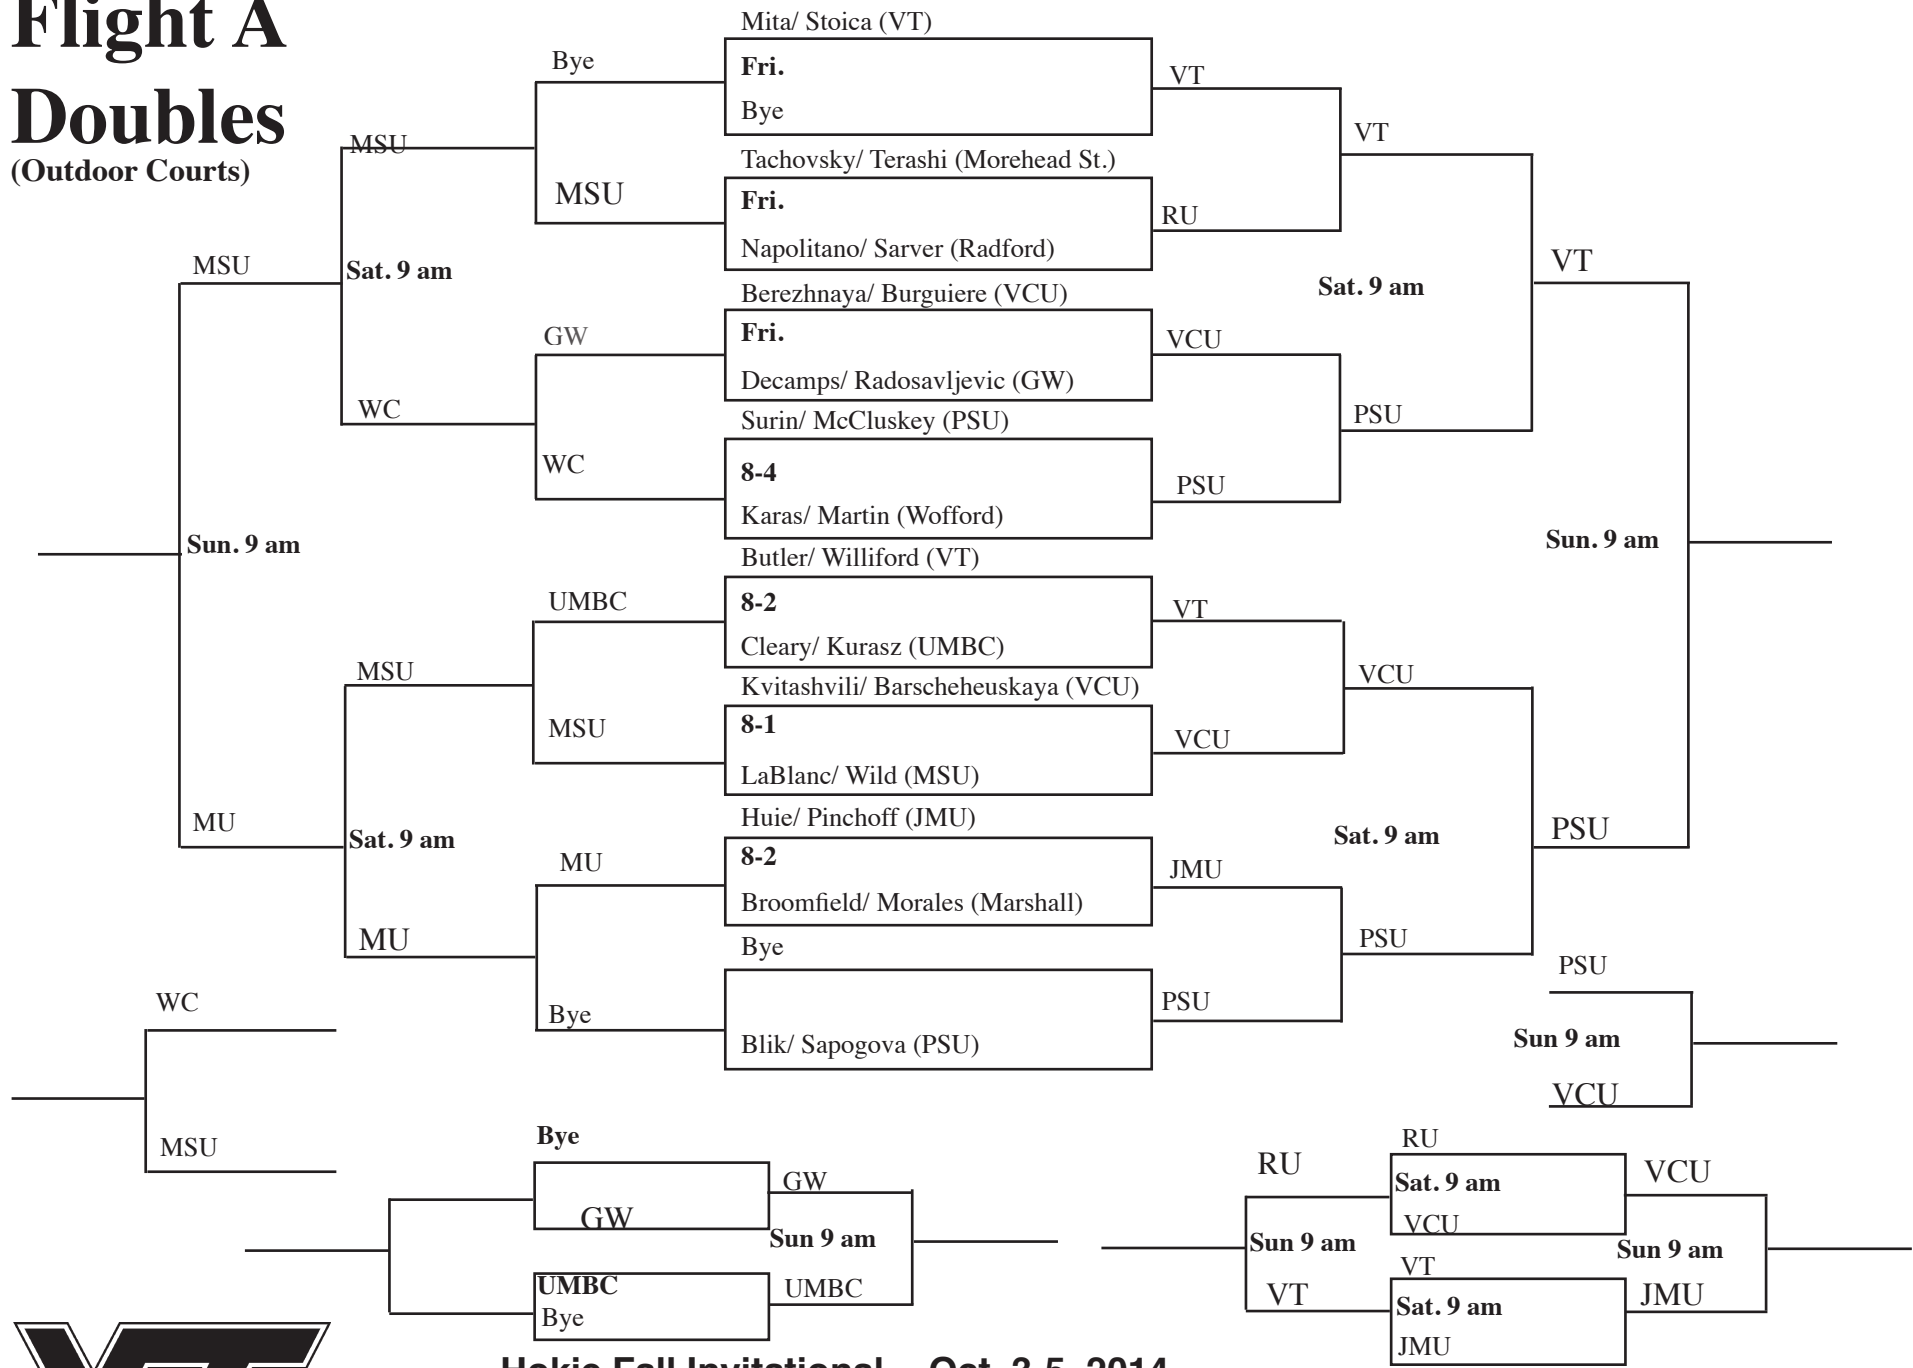 Flight A
Doubles
(Outdoor Courts)
Mita/ Stoica (VT)
Fri.
Bye
Tachovsky/ Terashi (Morehead St.)
Fri.
Napolitano/ Sarver (Radford)
Berezhnaya/ Burguiere (VCU)
Fri.
Decamps/ Radosavljevic (GW)
Surin/ McCluskey (PSU)
8-4
Karas/ Martin (Wofford)
Butler/ Williford (VT)
8-2
Cleary/ Kurasz (UMBC)
Kvitashvili/ Barscheheuskaya (VCU)
8-1
LaBlanc/ Wild (MSU)
Huie/ Pinchoff (JMU)
8-2
Broomfield/ Morales (Marshall)
Bye
Blik/ Sapogova (PSU)
Bye
MSU
GW
WC
UMBC
MSU
MU
Bye
MSU
Sat. 9 am
WC
MSU
Sat. 9 am
MU
MSU
Sun. 9 am
MU
VT
RU
VCU
PSU
VT
VCU
JMU
PSU
VT
Sat. 9 am
PSU
VCU
Sat. 9 am
PSU
VT
Sun. 9 am
PSU
WC
MSU
PSU
Sun 9 am
VCU
Bye
GW
UMBC
Bye
GW
Sun 9 am
UMBC
RU
Sun 9 am
VT
RU
Sat. 9 am
VCU
VT
Sat. 9 am
JMU
VCU
Sun 9 am
JMU
Hokie Fall Invitational - Oct. 3-5, 2014